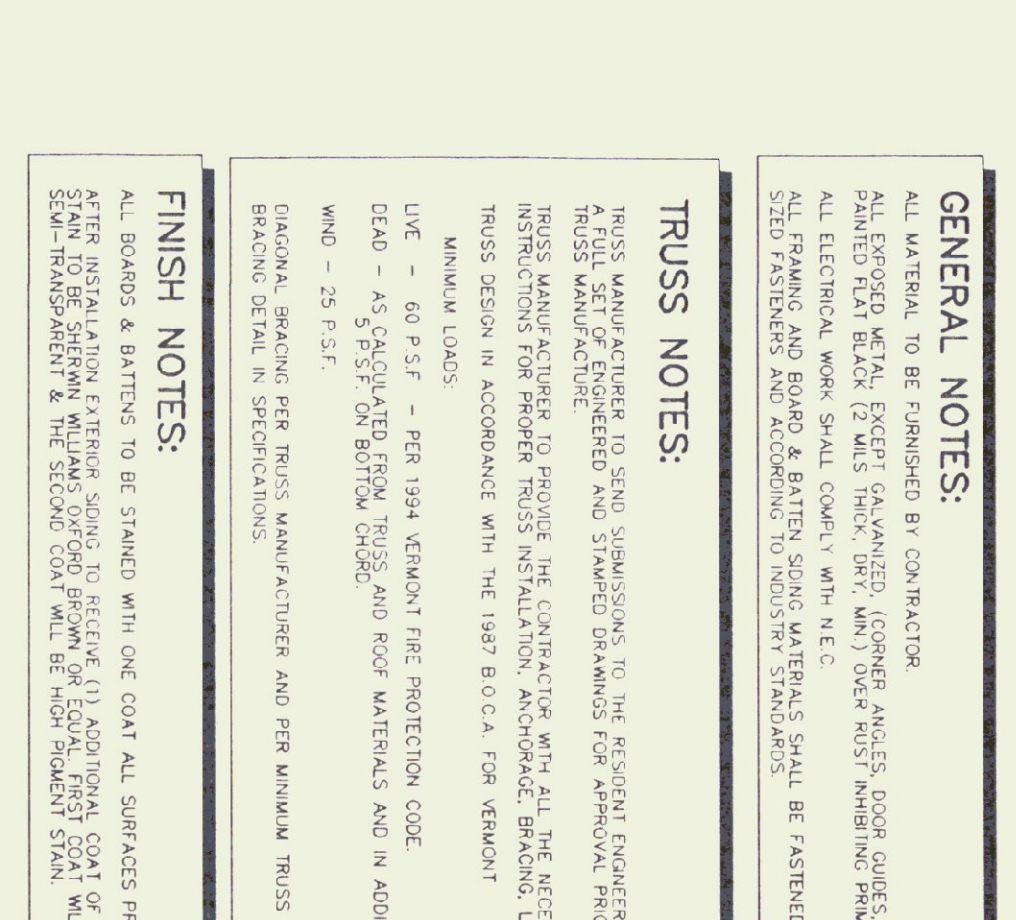 GENERAL NOTES:
ALL MATERIAL TO BE FURNISHED BY CONTRACTOR.
ALL EXPOSED METAL, EXCEPT GALVANIZED, (CORNER ANGLES, DOOR GUIDES,
PAINTED FLAT BLACK (2 MILS THICK, DRY, MIN.) OVER RUST INHIBITING PRIM
ALL ELECTRICAL WORK SHALL COMPLY WITH N.E.C.
ALL FRAMING AND BOARD & BATTEN SIDING MATERIALS SHALL BE FASTENED
SIZED FASTENERS AND ACCORDING TO INDUSTRY STANDARDS.
TRUSS NOTES:
TRUSS MANUFACTURER TO SEND SUBMISSIONS TO THE RESIDENT ENGINEER
A FULL SET OF ENGINEERED AND STAMPED DRAWINGS FOR APPROVAL PRIO
TRUSS MANUFACTURE.
TRUSS MANUFACTURER TO PROVIDE THE CONTRACTOR WITH ALL THE NECE
INSTRUCTIONS FOR PROPER TRUSS INSTALLATION, ANCHORAGE, BRACING, L
TRUSS DESIGN IN ACCORDANCE WITH THE 1987 B.O.C.A. FOR VERMONT
MINIMUM LOADS:
LIVE - 60 P.S.F - PER 1994 VERMONT FIRE PROTECTION CODE.
DEAD - AS CALCULATED FROM TRUSS AND ROOF MATERIALS AND IN ADDI
5 P.S.F. ON BOTTOM CHORD.
WIND - 25 P.S.F.
DIAGONAL BRACING PER TRUSS MANUFACTURER AND PER MINIMUM TRUSS
BRACING DETAIL IN SPECIFICATIONS.
FINISH NOTES:
ALL BOARDS & BATTENS TO BE STAINED WITH ONE COAT ALL SURFACES PR
AFTER INSTALLATION EXTERIOR SIDING TO RECEIVE (1) ADDITIONAL COAT OF
STAIN TO BE SHERWIN WILLIAMS OXFORD BROWN OR EQUAL. FIRST COAT WIL
SEMI-TRANSPARENT & THE SECOND COAT WILL BE HIGH PIGMENT STAIN.